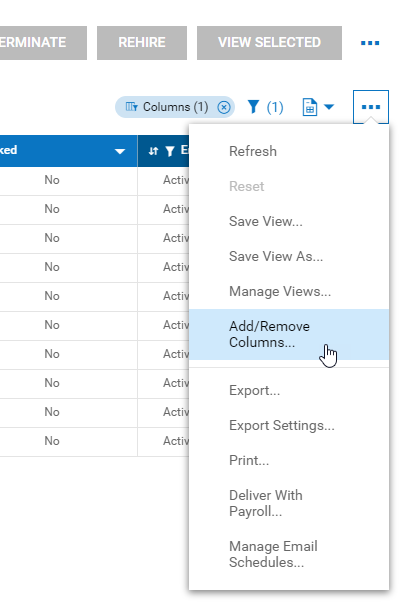 ERMINATE REHIRE VIEW SELECTED
Columns (1) (1)
ked
No Activ
No Activ
No Activ
No Activ
No Activ
No Activ
No Activ
No Activ
No Activ
No Activ
Refresh
Reset
Save View...
Save View As...
Manage Views...
Add/Remove
Columns...
Export...
Export Settings...
Print...
Deliver With
Payroll...
Manage Email
Schedules...